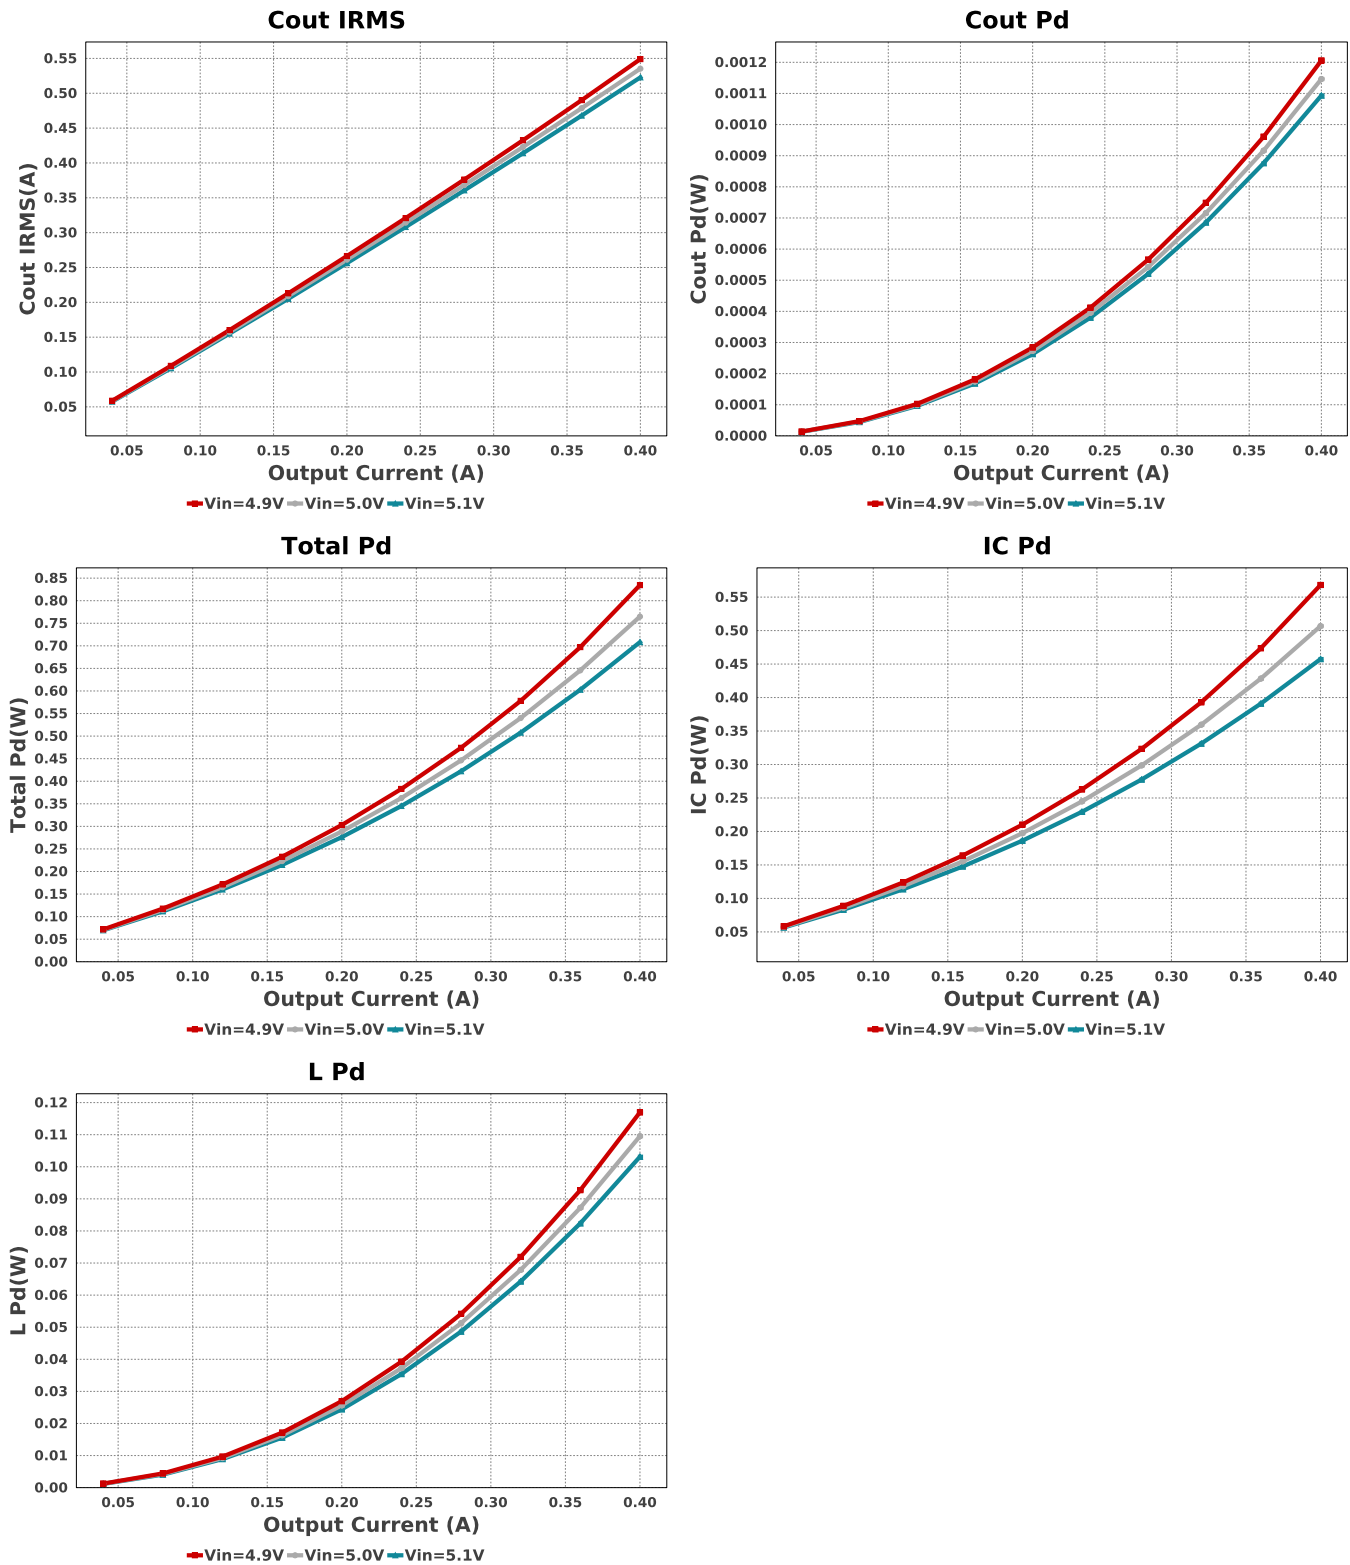 Cout IRMS
Cout IRMS(A)
0.55
0.50
0.45
0.40
0.35
0.30
0.25
0.20
0.15
0.10
0.05
0.05 0.10 0.15 0.20 0.25 0.30 0.35 0.40
Output Current (A)
Vin=4.9V Vin=5.0V Vin=5.1V
Cout Pd
Cout Pd(W)
0.0012
0.0011
0.0010
0.0009
0.0008
0.0007
0.0006
0.0005
0.0004
0.0003
0.0002
0.0001
0.0000
0.05 0.10 0.15 0.20 0.25 0.30 0.35 0.40
Output Current (A)
Vin=4.9V Vin=5.0V Vin=5.1V
Total Pd
Total Pd(W)
0.85
0.80
0.75
0.70
0.65
0.60
0.55
0.50
0.45
0.40
0.35
0.30
0.25
0.20
0.15
0.10
0.05
0.00
0.05 0.10 0.15 0.20 0.25 0.30 0.35 0.40
Output Current (A)
Vin=4.9V Vin=5.0V Vin=5.1V
IC Pd
IC Pd(W)
0.55
0.50
0.45
0.40
0.35
0.30
0.25
0.20
0.15
0.10
0.05
0.05 0.10 0.15 0.20 0.25 0.30 0.35 0.40
Output Current (A)
Vin=4.9V Vin=5.0V Vin=5.1V
L Pd
L Pd(W)
0.12
0.11
0.10
0.09
0.08
0.07
0.06
0.05
0.04
0.03
0.02
0.01
0.00
0.05 0.10 0.15 0.20 0.25 0.30 0.35 0.40
Output Current (A)
Vin=4.9V Vin=5.0V Vin=5.1V